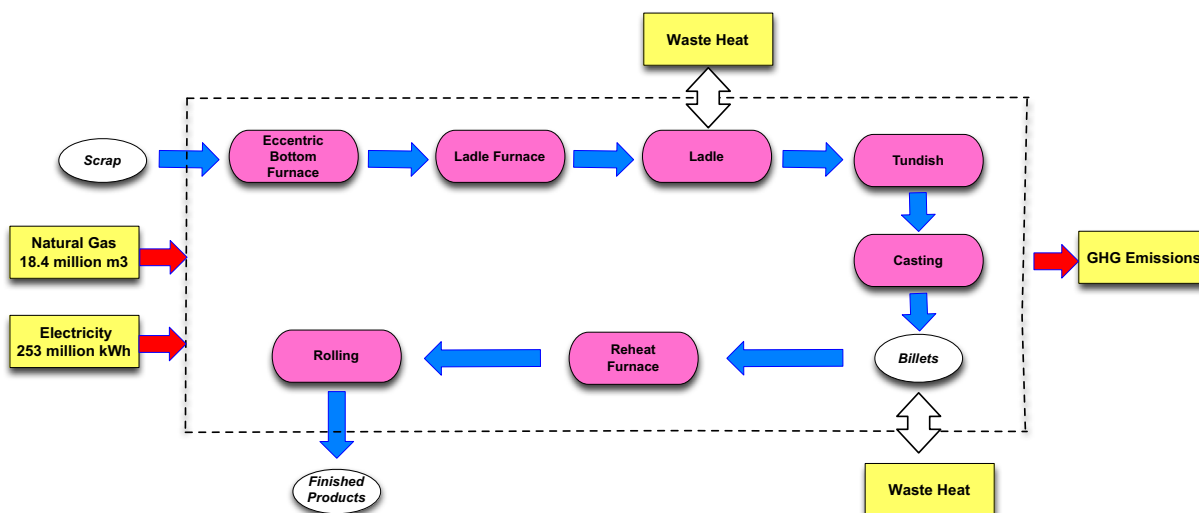 Waste Heat
Scrap
Eccentric
Bottom
Furnace
Ladle Furnace
Ladle
Tundish
Natural Gas
18.4 million m3
Casting
GHG Emissions
Electricity
253 million kWh
Rolling
Reheat
Furnace
Billets
Finished
Products
Waste Heat